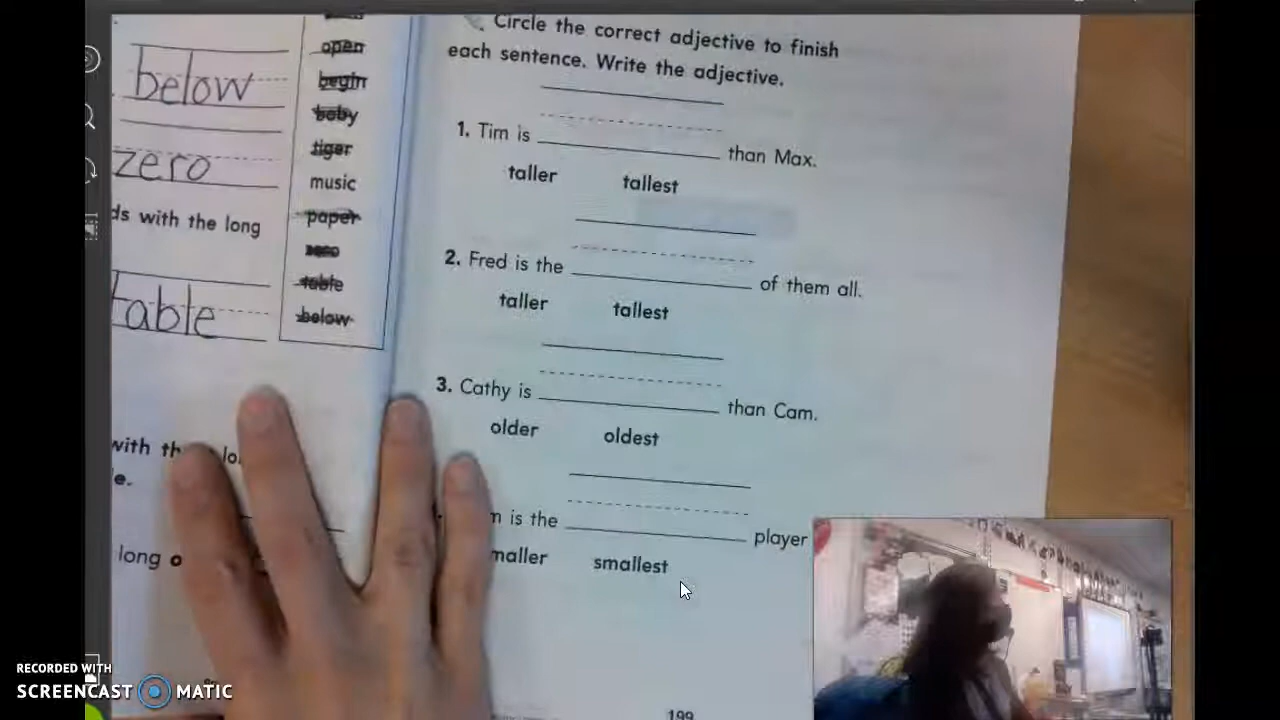 below
zero
ds with the long
table
with th
lo
e.
long o
open
begin
baby
tiger
music
paper
zero
table
below
Circle the correct adjective to finish
each sentence. Write the adjective.
1. Tim is than Max.
taller tallest
2. Fred is the of them all.
taller tallest
3. Cathy is than Cam.
older oldest
m is the player
maller smallest
199
RECORDED WITH
SCREENCAST MATIC